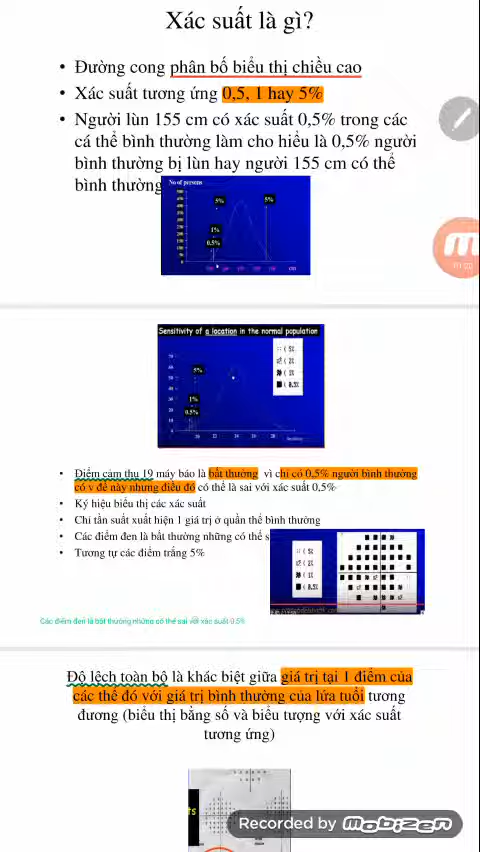 Xác suất là gì?
• Đường cong phân bố biểu thị chiều cao
• Xác suất tương ứng 0,5, 1 hay 5%
• Người lùn 155 cm có xác suất 0,5% trong các
cá thể bình thường làm cho hiểu là 0,5% người
bình thường bị lùn hay người 155 cm có thể
bình thường
No of persons
5%
5%
1%
0.5%
cm
Sensitivity of a location in the normal population
:: < 5%
< 2%
< 1%
■ < 0.5%
5%
1%
0.5%
• Điểm cảm thụ 19 máy báo là bất thường vì chỉ có 0,5% người bình thường
có v đề này nhưng điều đó có thể là sai với xác suất 0,5%
• Ký hiệu biểu thị các xác suất
• Chỉ tần suất xuất hiện 1 giá trị ở quần thể bình thường
• Các điểm đen là bất thường những có thể s
• Tương tự các điểm trắng 5%
:: < 5%
< 2%
< 1%
■ < 0.5%
Các điểm đen là bất thường những có thể sai với xác suất 0.5%
Độ lệch toàn bộ là khác biệt giữa giá trị tại 1 điểm của
các thể đó với giá trị bình thường của lứa tuổi tương
đương (biểu thị bằng số và biểu tượng với xác suất
tương ứng)
Recorded by Mobizen